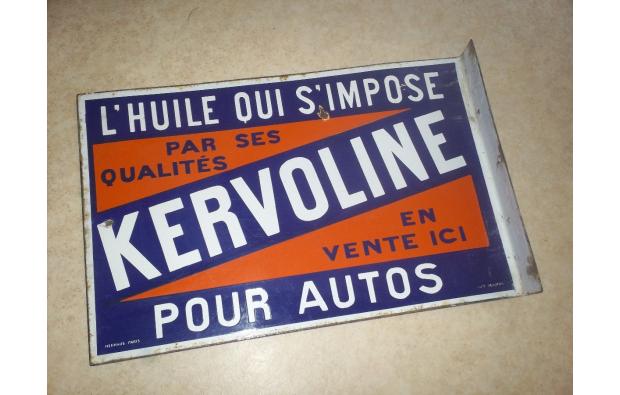 L'HUILE QUI S'IMPOSE
PAR SES
QUALITÉS
KERVOLINE
EN
VENTE ICI
POUR AUTOS